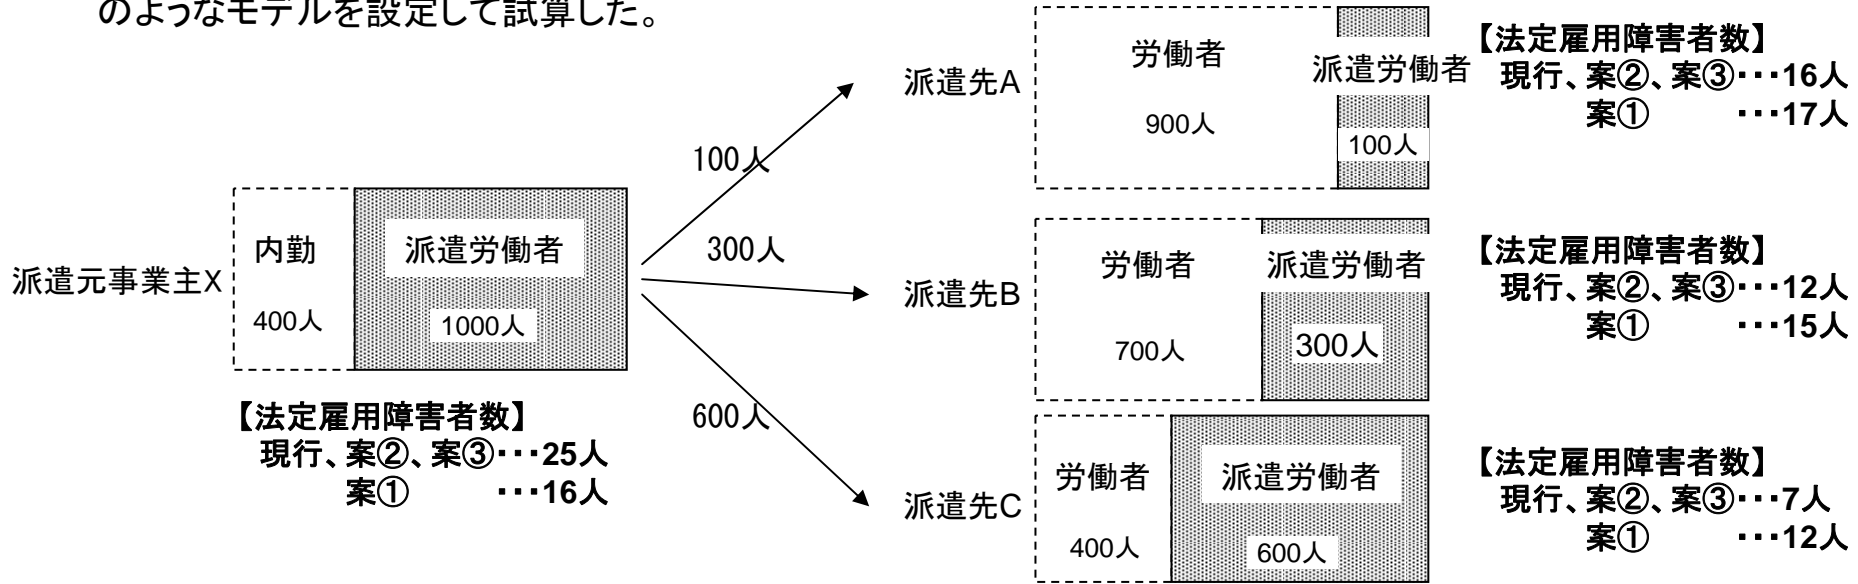 のようなモデルを設定して試算した。
派遣元事業主X
内勤
400人
派遣労働者
1000人
【法定雇用障害者数】
現行、案②、案③・・・25人
案① ・・・16人
100人
300人
600人
派遣先A
労働者
900人
派遣労働者
100人
【法定雇用障害者数】
現行、案②、案③・・・16人
案① ・・・17人
派遣先B
労働者
700人
派遣労働者
300人
【法定雇用障害者数】
現行、案②、案③・・・12人
案① ・・・15人
派遣先C
労働者
400人
派遣労働者
600人
【法定雇用障害者数】
現行、案②、案③・・・7人
案① ・・・12人